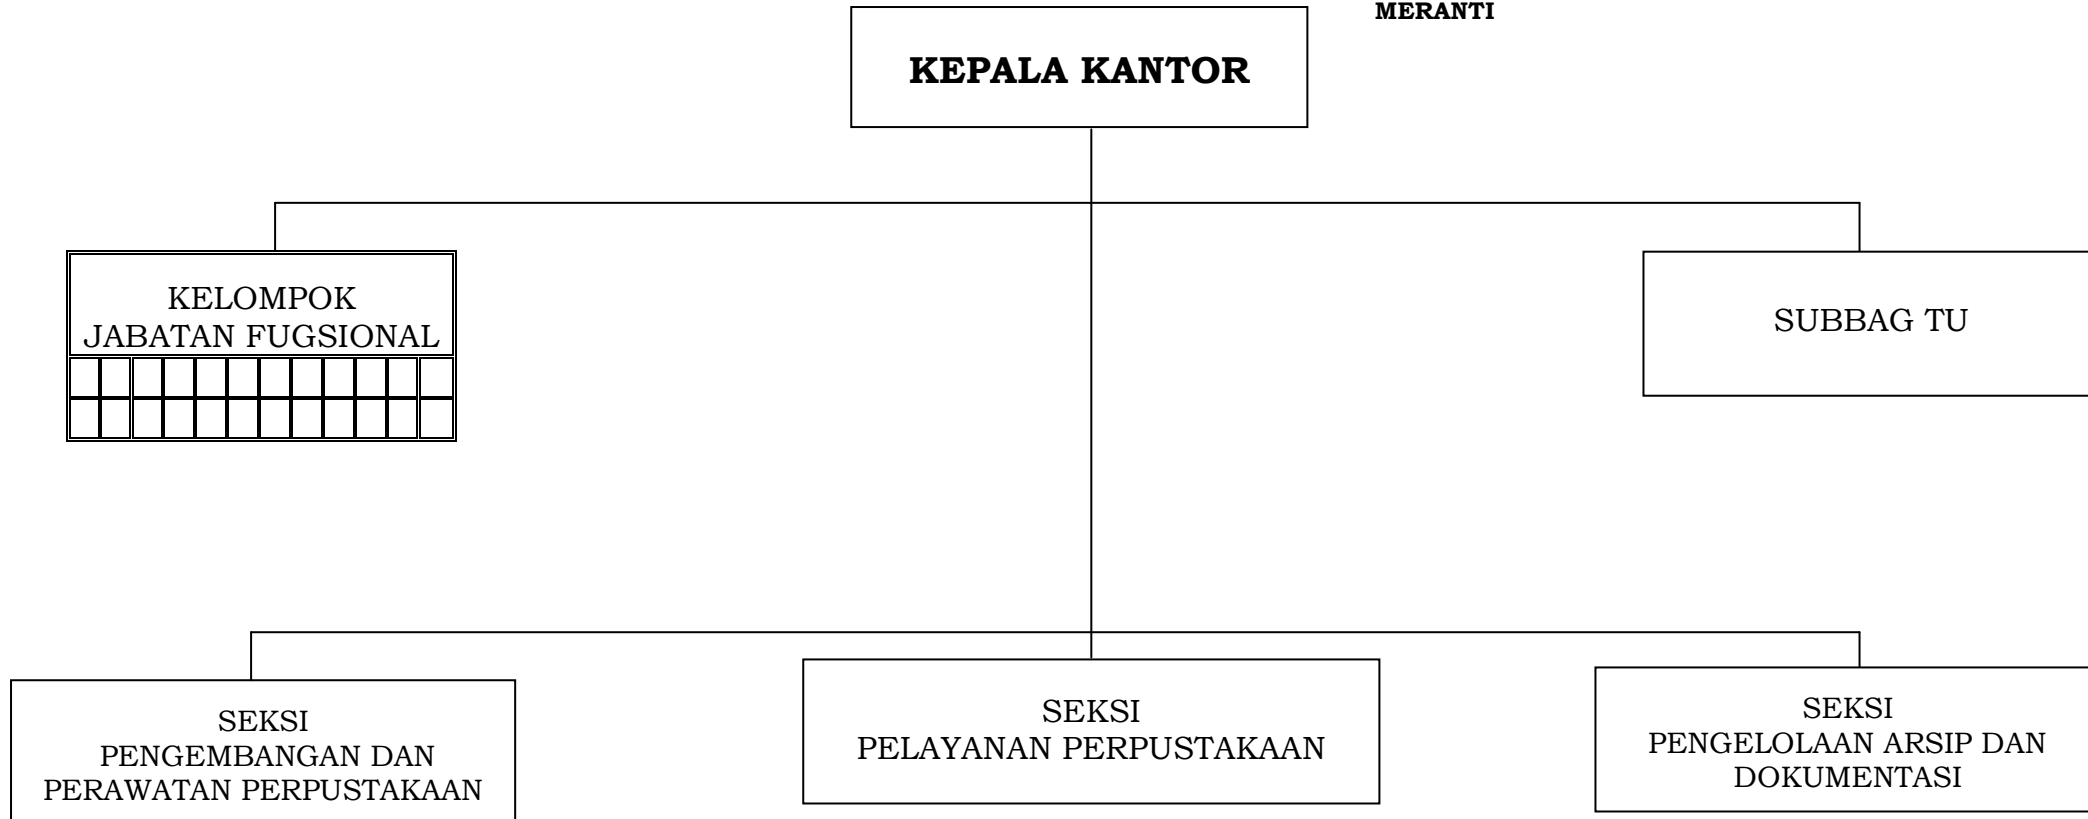 MERANTI
KEPALA KANTOR
KELOMPOK
JABATAN FUGSIONAL
SUBBAG TU
SEKSI
PENGEMBANGAN DAN
PERAWATAN PERPUSTAKAAN
SEKSI
PELAYANAN PERPUSTAKAAN
SEKSI
PENGELOLAAN ARSIP DAN
DOKUMENTASI